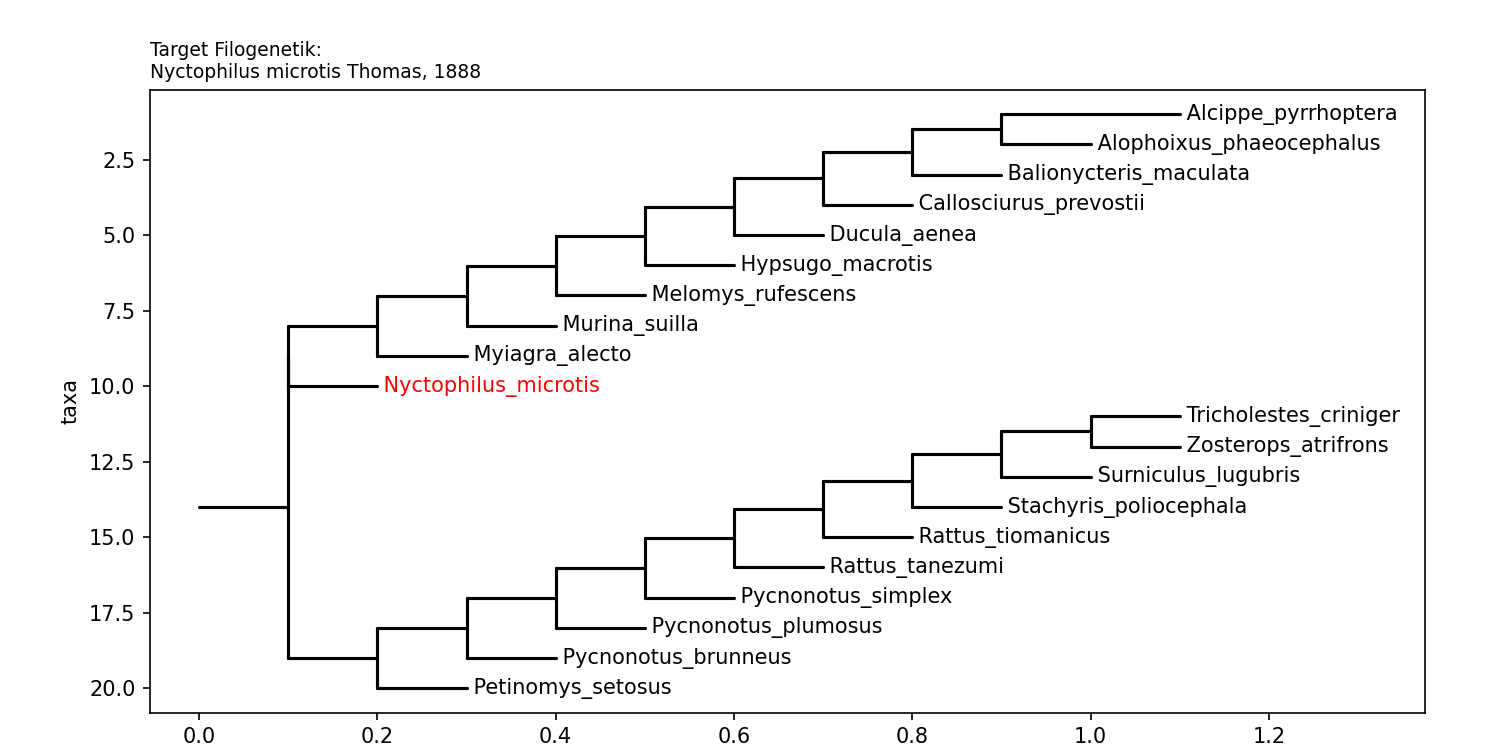 Target Filogenetik:
Nyctophilus microtis Thomas, 1888
Alcippe_pyrrhoptera
Alophoixus_phaeocephalus
2.5
Balionycteris_maculata
Callosciurus_prevostii
5.0
Ducula_aenea
Hypsugo_macrotis
Melomys_rufescens
7.5
Murina_suilla
Myiagra_alecto
10.0
Nyctophilus_microtis
taxa
Tricholestes_criniger
Zosterops_atrifrons
12.5
Surniculus_lugubris
Stachyris_poliocephala
15.0
Rattus_tiomanicus
Rattus_tanezumi
Pycnonotus_simplex
17.5
Pycnonotus_plumosus
Pycnonotus_brunneus
20.0
Petinomys_setosus
0.0 0.2 0.4 0.6 0.8 1.0 1.2